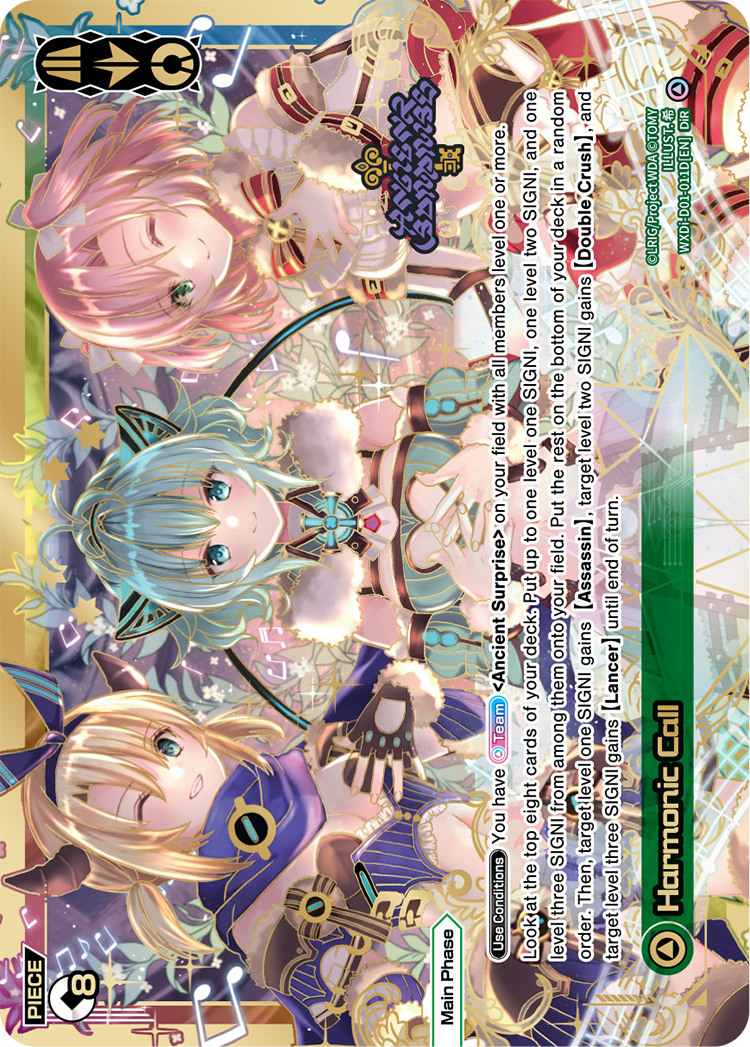 PIECE
8
Main Phase
Use Conditions You have Team <Ancient Surprise> on your field with all members level one or more.
Look at the top eight cards of your deck. Put up to one level one SIGNI, one level two SIGNI, and one
level three SIGNI from among them onto your field. Put the rest on the bottom of your deck in a random
order. Then, target level one SIGNI gains 【Assassin】, target level two SIGNI gains 【Double Crush】, and
target level three SIGNI gains 【Lancer】 until end of turn.
Harmonic Call
©LRIG/Project WDA ©TOMY
ILLUST.希
WXDi-D01-011D [EN] DiR